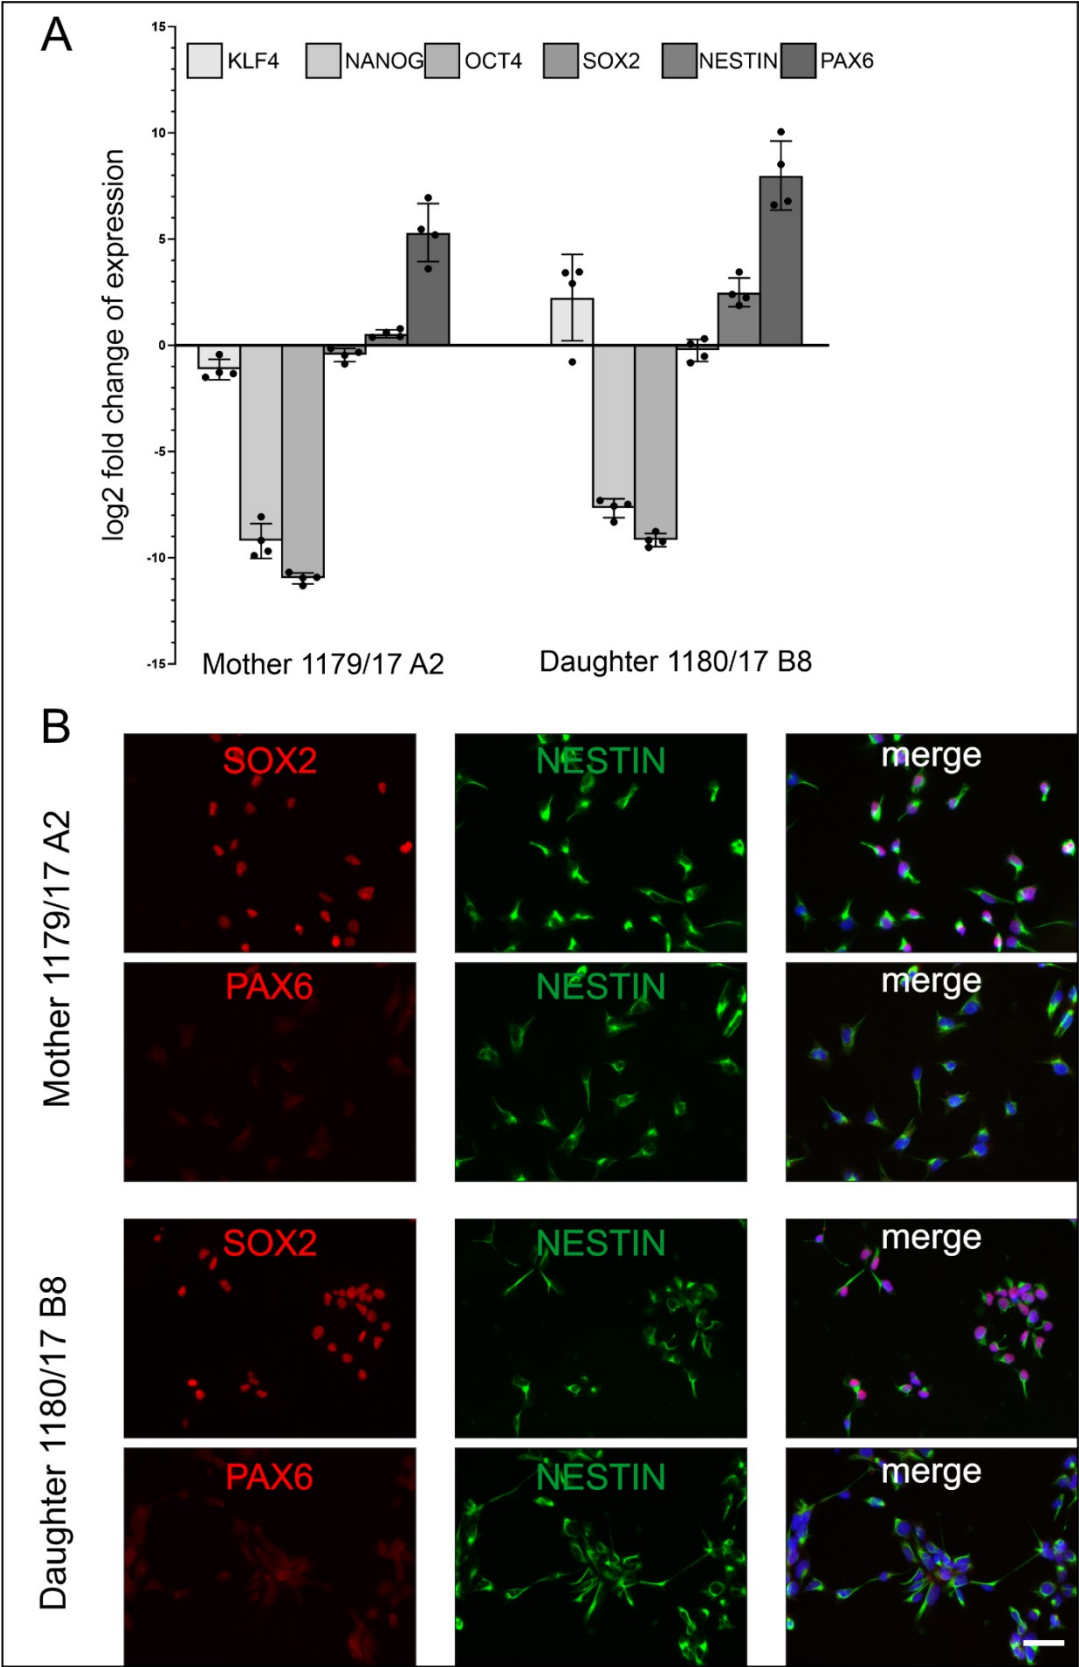 A
15
KLF4 NANOG OCT4 SOX2 NESTIN PAX6
10
5
0
-5
-10
-15
log2 fold change of expression
Mother 1179/17 A2 Daughter 1180/17 B8
B
Mother 1179/17 A2
SOX2 NESTIN merge
PAX6 NESTIN merge
Daughter 1180/17 B8
SOX2 NESTIN merge
PAX6 NESTIN merge